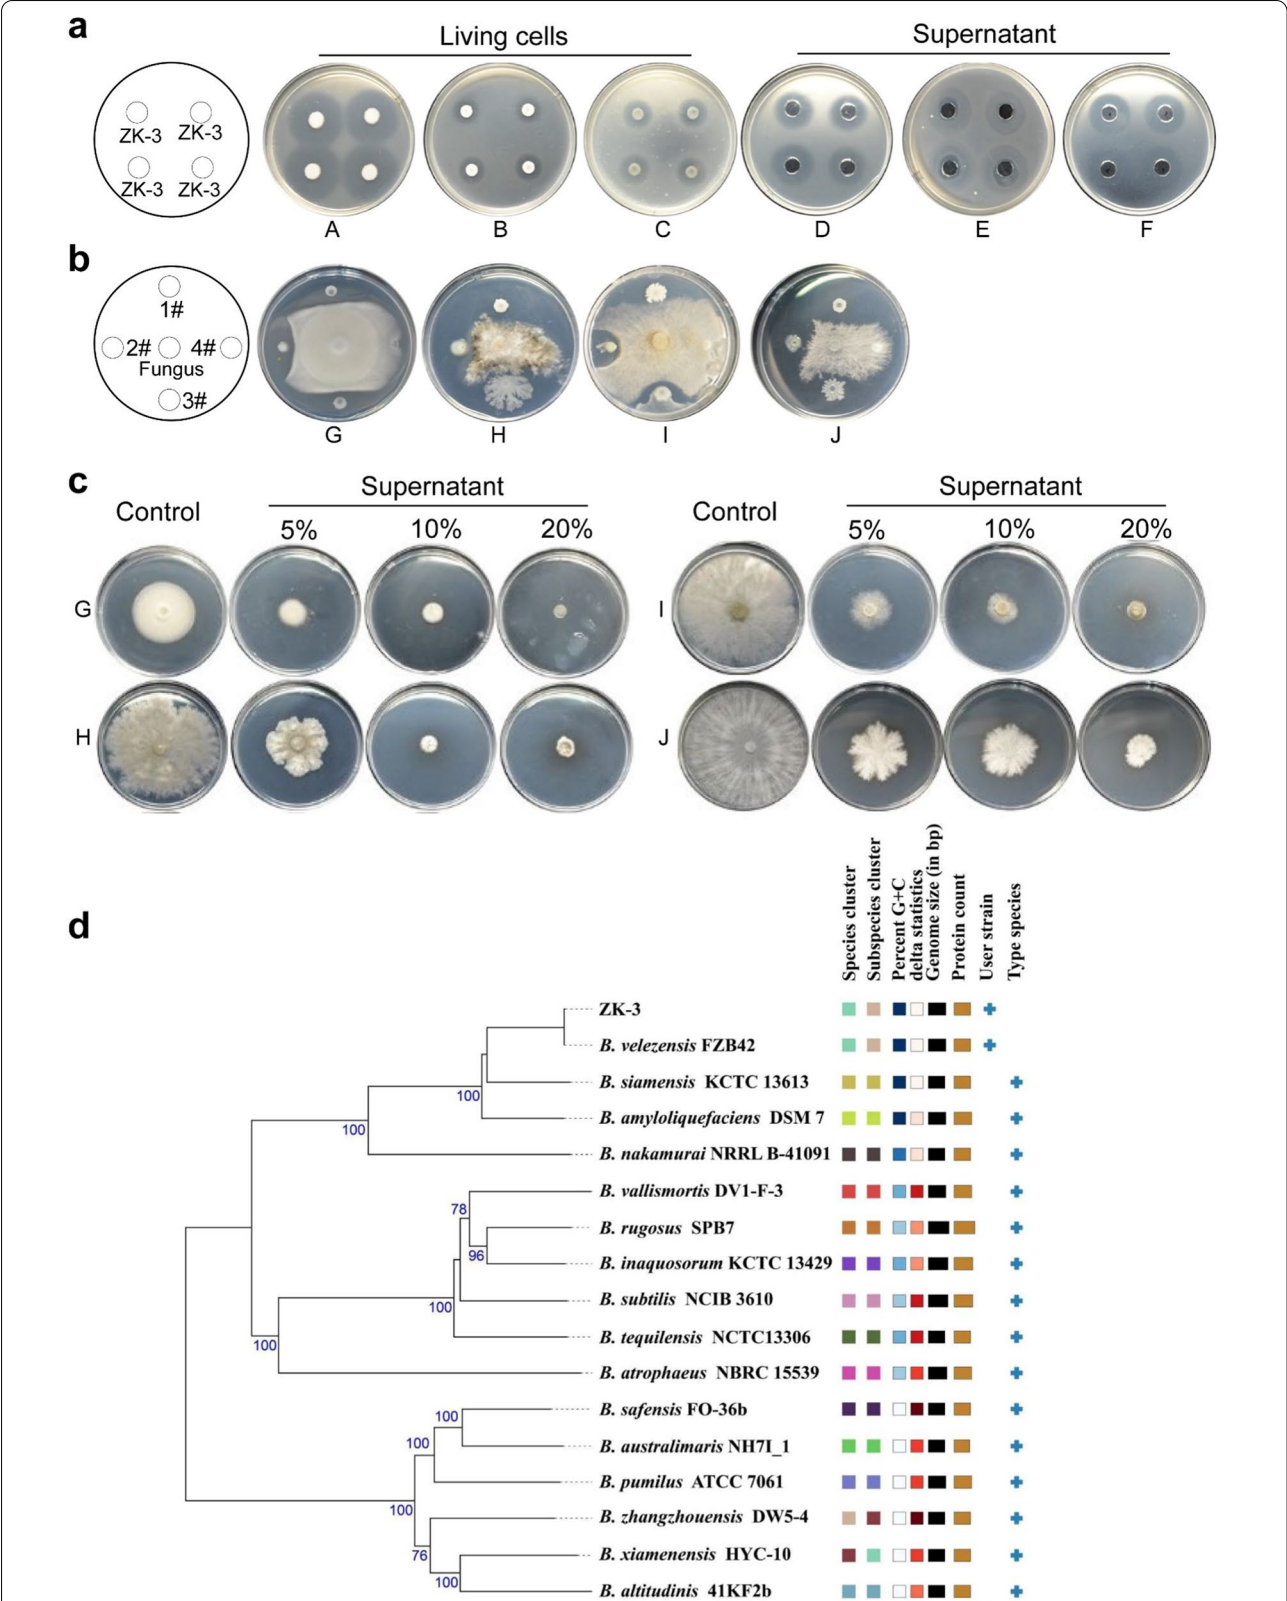 a
Living cells
Supernatant
ZK-3
ZK-3
ZK-3
ZK-3
A
B
C
D
E
F
b
1#
2#
4#
Fungus
3#
G
H
I
J
c
Control
Supernatant
5%
10%
20%
Control
Supernatant
5%
10%
20%
G
I
H
J
d
Species cluster
Subspecies cluster
Percent G+C
delta statistics
Genome size (in bp)
Protein count
User strain
Type species
ZK-3
B. velezensis FZB42
B. siamensis KCTC 13613
100
B. amyloliquefaciens DSM 7
100
B. nakamurai NRRL B-41091
B. vallismortis DV1-F-3
78
B. rugosus SPB7
96
B. inaquosorum KCTC 13429
B. subtilis NCIB 3610
100
B. tequilensis NCTC13306
100
B. atrophaeus NBRC 15539
B. safensis FO-36b
100
100
B. australimaris NH7I_1
B. pumilus ATCC 7061
100
B. zhangzhouensis DW5-4
76
B. xiamenensis HYC-10
100
B. altitudinis 41KF2b